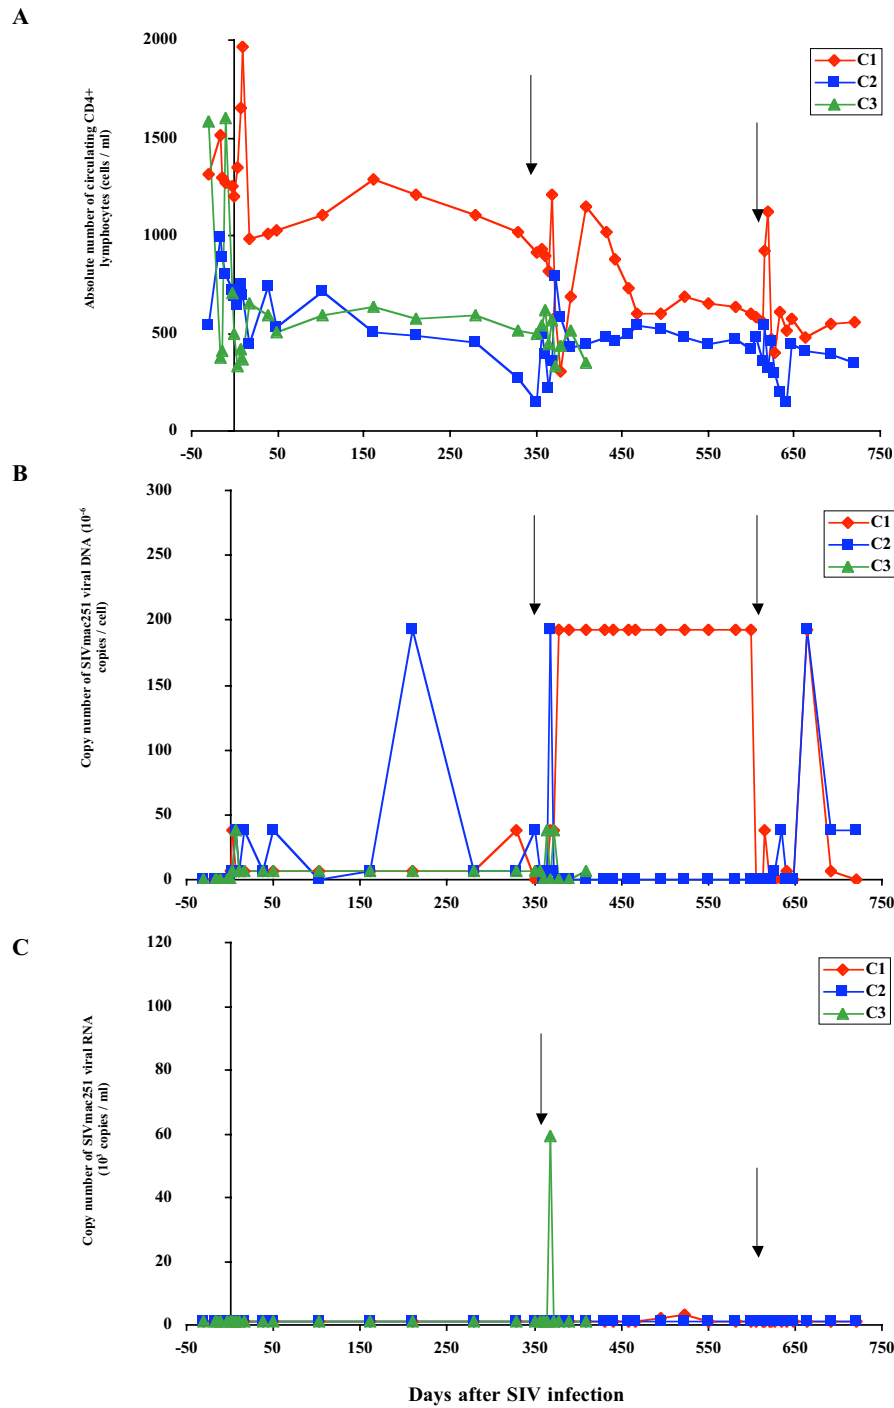 A
Absolute number of circulating CD4+
lymphocytes (cells / ml)
2000
1500
1000
500
0
-50 50 150 250 350 450 550 650 750
C1
C2
C3
B
Copy number of SIVmac251 viral DNA (10⁻⁶
copies / cell)
300
250
200
150
100
50
0
-50 50 150 250 350 450 550 650 750
C1
C2
C3
C
Copy number of SIVmac251 viral RNA
(10³ copies / ml)
120
100
80
60
40
20
0
-50 50 150 250 350 450 550 650 750
C1
C2
C3
Days after SIV infection